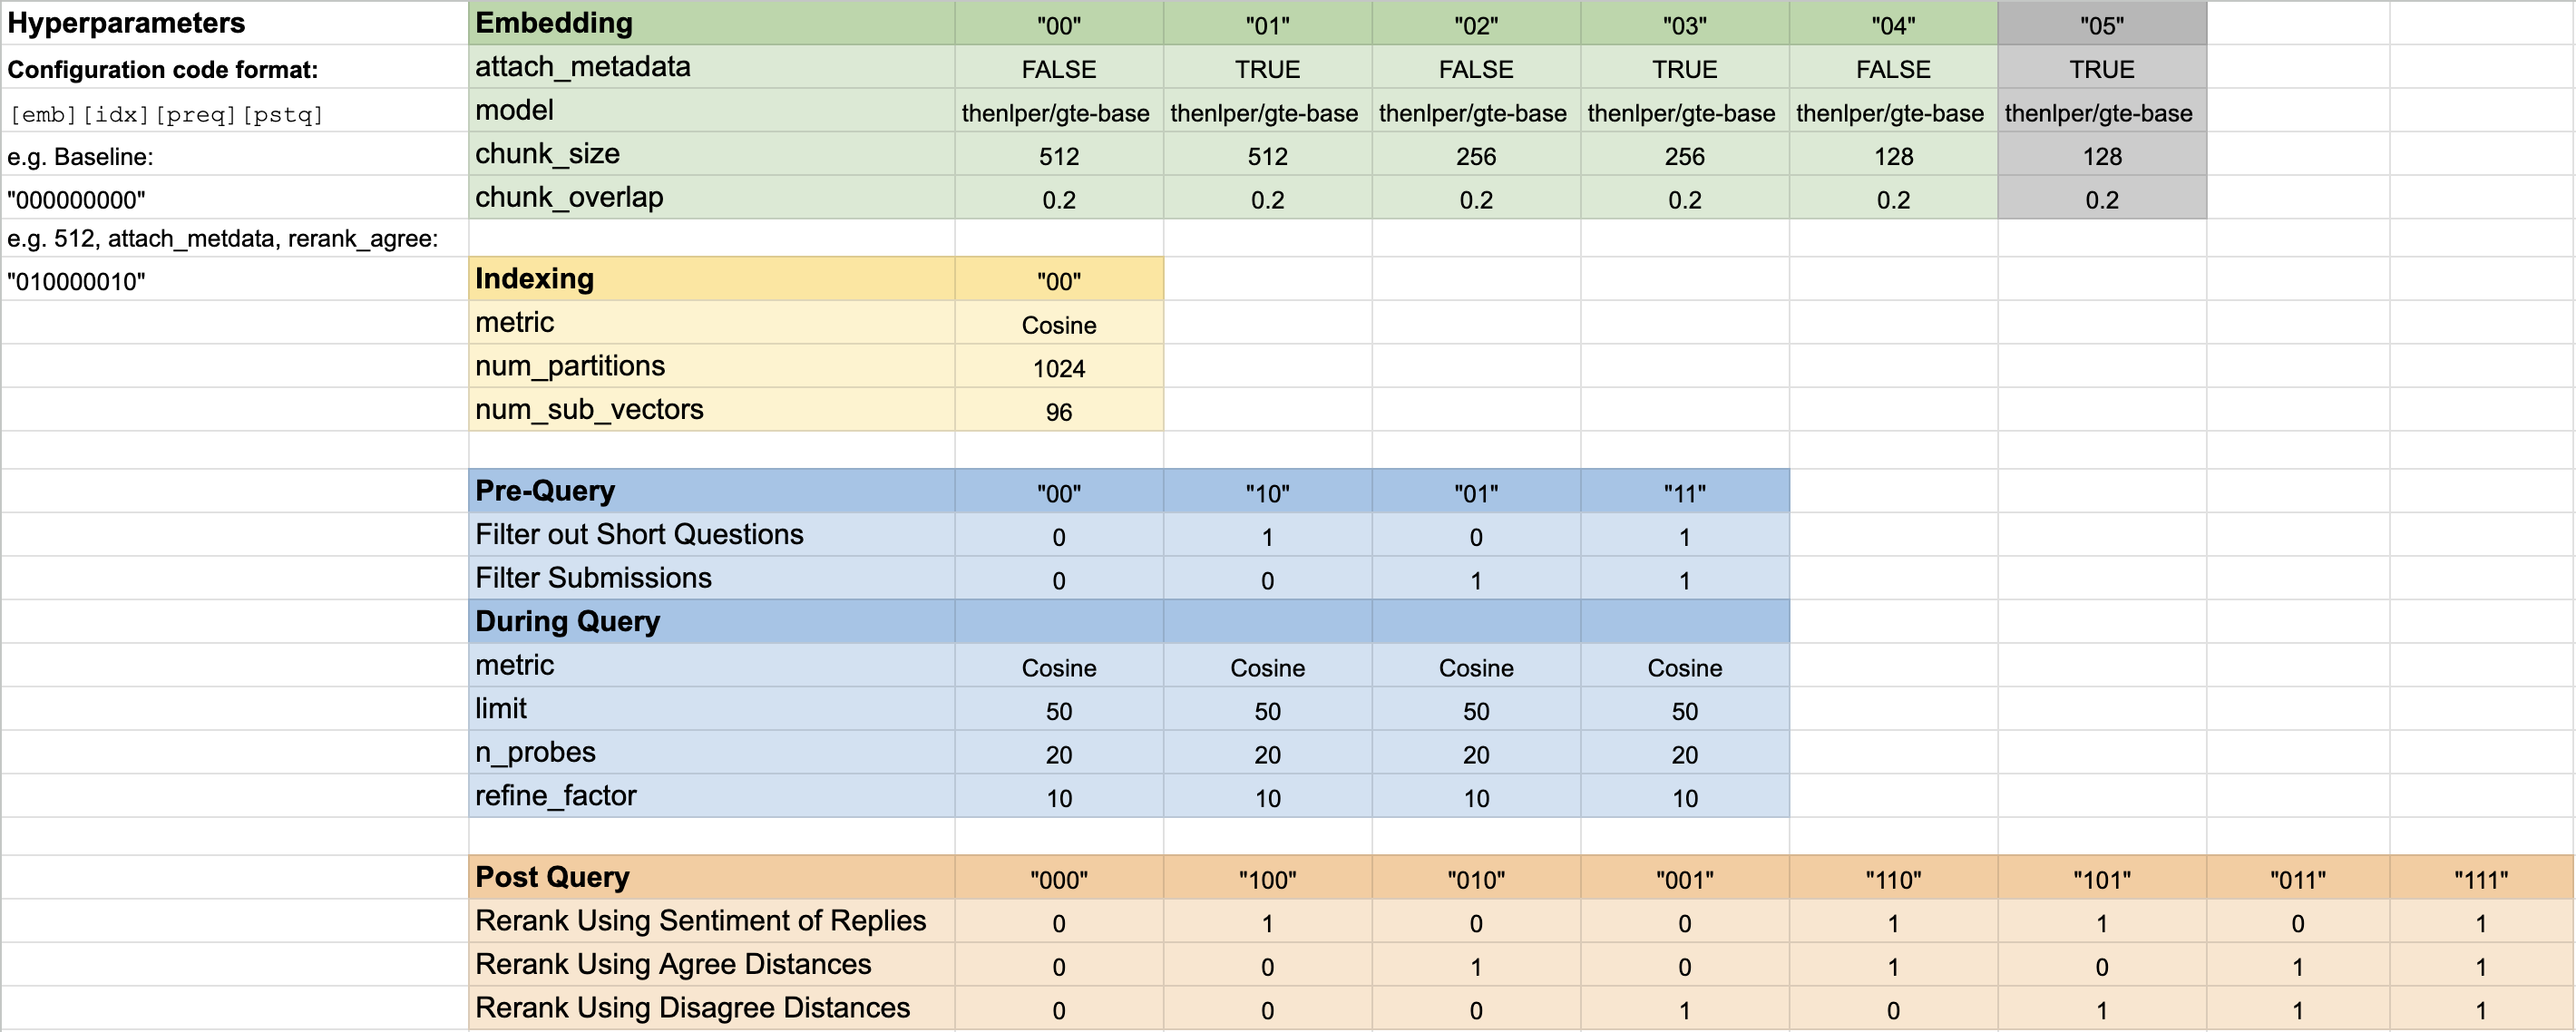 Hyperparameters Embedding "00" "01" "02" "03" "04" "05"
Configuration code format: attach_metadata FALSE TRUE FALSE TRUE FALSE TRUE
[emb][idx][preq][pstq] model thenlper/gte-base thenlper/gte-base thenlper/gte-base thenlper/gte-base thenlper/gte-base thenlper/gte-base
e.g. Baseline: chunk_size 512 512 256 256 128 128
"000000000" chunk_overlap 0.2 0.2 0.2 0.2 0.2 0.2
e.g. 512, attach_metdata, rerank_agree:
"010000010" Indexing "00"
metric Cosine
num_partitions 1024
num_sub_vectors 96
Pre-Query "00" "10" "01" "11"
Filter out Short Questions 0 1 0 1
Filter Submissions 0 0 1 1
During Query
metric Cosine Cosine Cosine Cosine
limit 50 50 50 50
n_probes 20 20 20 20
refine_factor 10 10 10 10
Post Query "000" "100" "010" "001" "110" "101" "011" "111"
Rerank Using Sentiment of Replies 0 1 0 0 1 1 0 1
Rerank Using Agree Distances 0 0 1 0 1 0 1 1
Rerank Using Disagree Distances 0 0 0 1 0 1 1 1